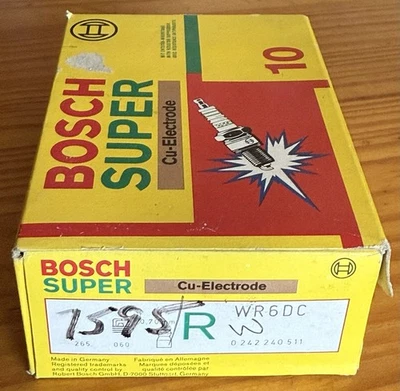 10
BOSCH
SUPER
Cu-Electrode
BOSCH
SUPER
Cu-Electrode
1595
R
WR6DC
W
265 060
0 242 240 511
Made in Germany
Registered trademarks
and quality control by
Robert Bosch GmbH. D 7000 Stuttgart
Fabriqué en Allemagne
Marques déposées et
qualité contrôlée par
Germany